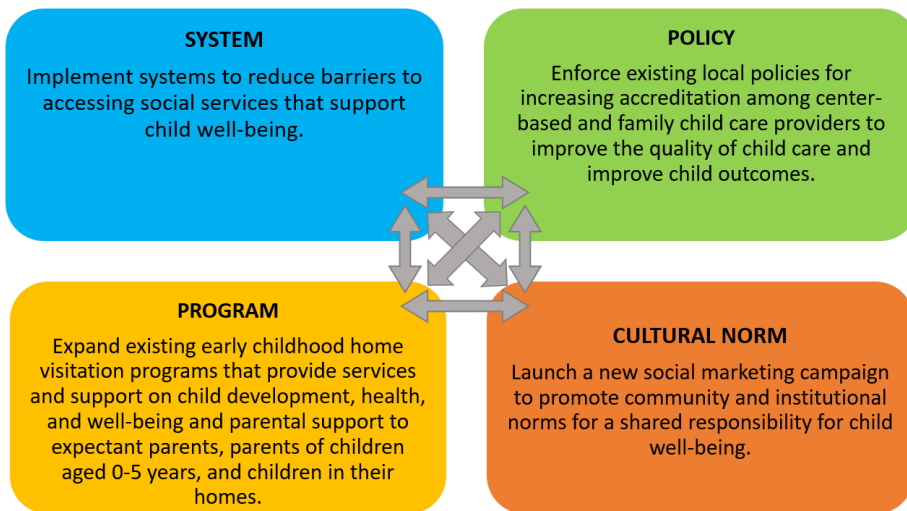 SYSTEM
Implement systems to reduce barriers to
accessing social services that support
child well-being.
POLICY
Enforce existing local policies for
increasing accreditation among center-
based and family child care providers to
improve the quality of child care and
improve child outcomes.
PROGRAM
Expand existing early childhood home
visitation programs that provide services
and support on child development, health,
and well-being and parental support to
expectant parents, parents of children
aged 0-5 years, and children in their
homes.
CULTURAL NORM
Launch a new social marketing campaign
to promote community and institutional
norms for a shared responsibility for child
well-being.